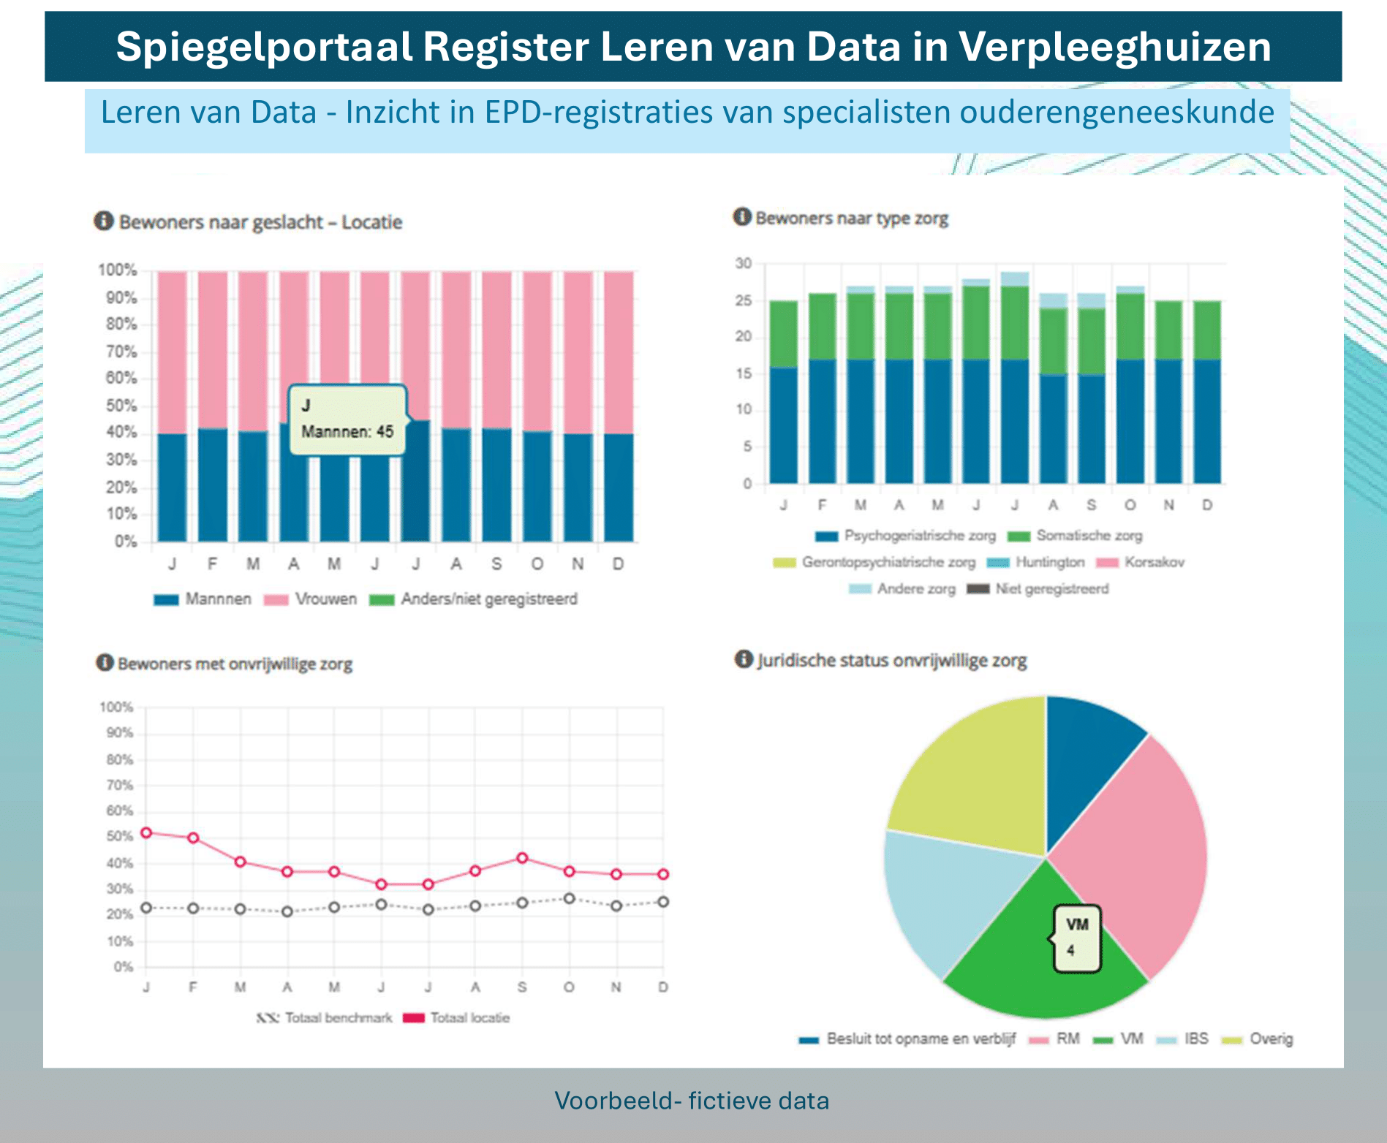 Spiegelportaal Register Leren van Data in Verpleeghuizen
Leren van Data - Inzicht in EPD-registraties van specialisten ouderengeneeskunde
Bewoners naar geslacht – Locatie
100%
90%
80%
70%
60%
50%
40%
30%
20%
10%
0%
J
Mannnen: 45
J F M A M J J A S O N D
Mannnen Vrouwen Anders/niet geregistreerd
Bewoners naar type zorg
30
25
20
15
10
5
0
J F M A M J J A S O N D
Psychogeriatrische zorg Somatische zorg
Gerontopsychiatrische zorg Huntington Korsakov
Andere zorg Niet geregistreerd
Bewoners met onvrijwillige zorg
100%
90%
80%
70%
60%
50%
40%
30%
20%
10%
0%
J F M A M J J A S O N D
Totaal benchmark Totaal locatie
Juridische status onvrijwillige zorg
VM
4
Besluit tot opname en verblijf RM VM IBS Overig
Voorbeeld- fictieve data